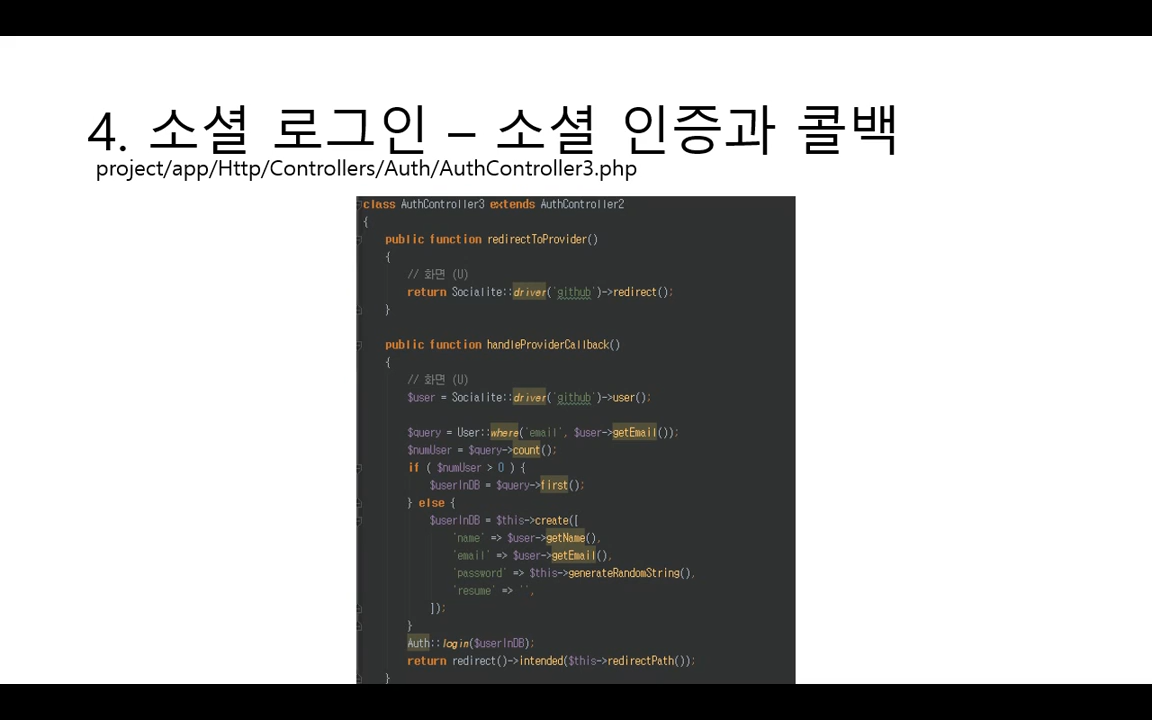 4. 소셜 로그인 – 소셜 인증과 콜백
project/app/Http/Controllers/Auth/AuthController3.php
class AuthController3 extends AuthController2
{
public function redirectToProvider()
{
// 화면 (U)
return Socialite::driver('github')->redirect();
}
public function handleProviderCallback()
{
// 화면 (U)
$user = Socialite::driver('github')->user();
$query = User::where('email', $user->getEmail());
$numUser = $query->count();
if ( $numUser > 0 ) {
$userInDB = $query->first();
} else {
$userInDB = $this->create([
'name' => $user->getName(),
'email' => $user->getEmail(),
'password' => $this->generateRandomString(),
'resume' => '',
]);
}
Auth::login($userInDB);
return redirect()->intended($this->redirectPath());
}